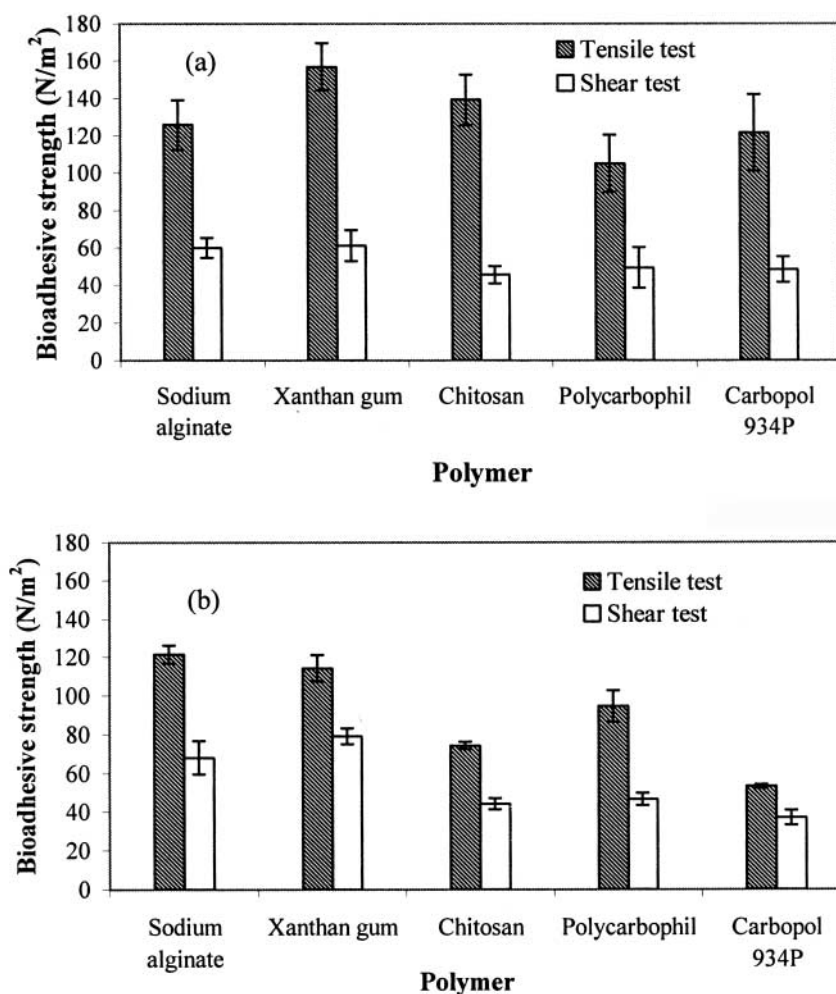 180
160
140
120
100
80
60
40
20
0
Bioadhesive strength (N/m²)
(a)
Tensile test
Shear test
Sodium alginate
Xanthan gum
Chitosan
Polycarbophil
Carbopol 934P
Polymer
180
160
140
120
100
80
60
40
20
0
Bioadhesive strength (N/m²)
(b)
Tensile test
Shear test
Sodium alginate
Xanthan gum
Chitosan
Polycarbophil
Carbopol 934P
Polymer